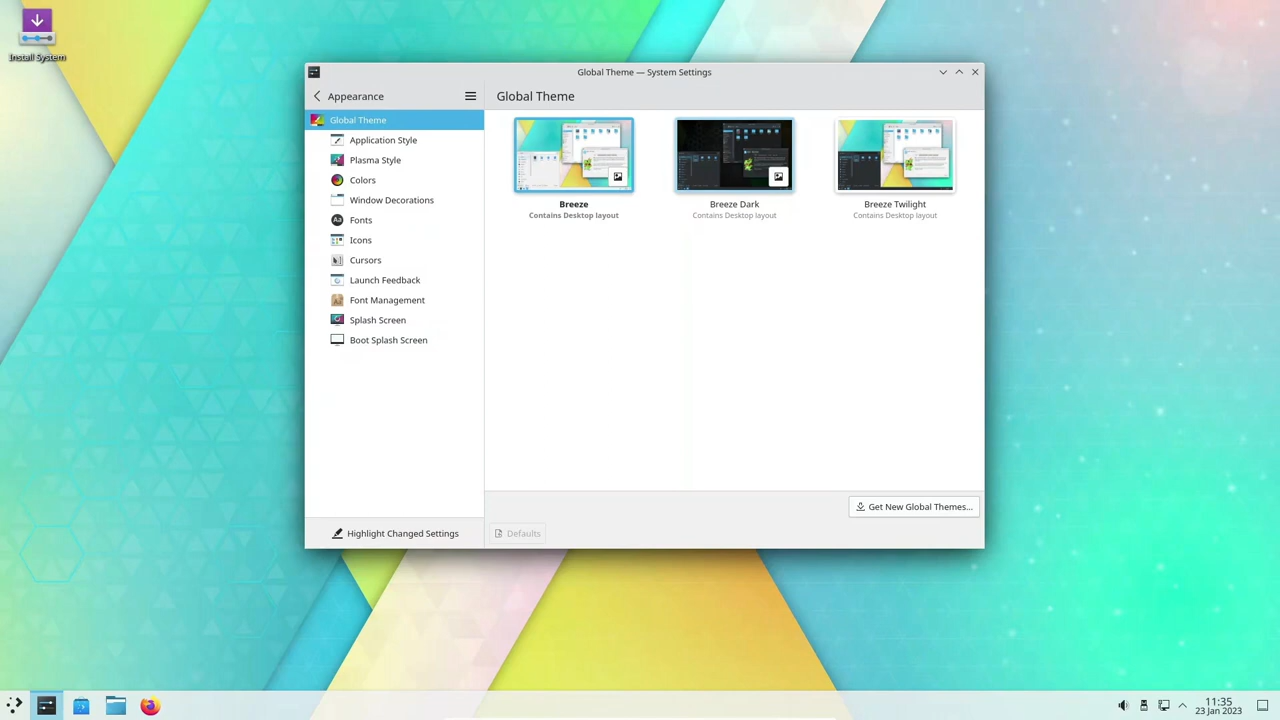 Install System
Global Theme — System Settings
Appearance
Global Theme
Global Theme
Application Style
Plasma Style
Colors
Window Decorations
Aa
Fonts
Icons
Cursors
Launch Feedback
Font Management
Splash Screen
Boot Splash Screen
Breeze
Contains Desktop layout
Breeze Dark
Contains Desktop layout
Breeze Twilight
Contains Desktop layout
Get New Global Themes...
Highlight Changed Settings
Defaults
11:35
23 Jan 2023